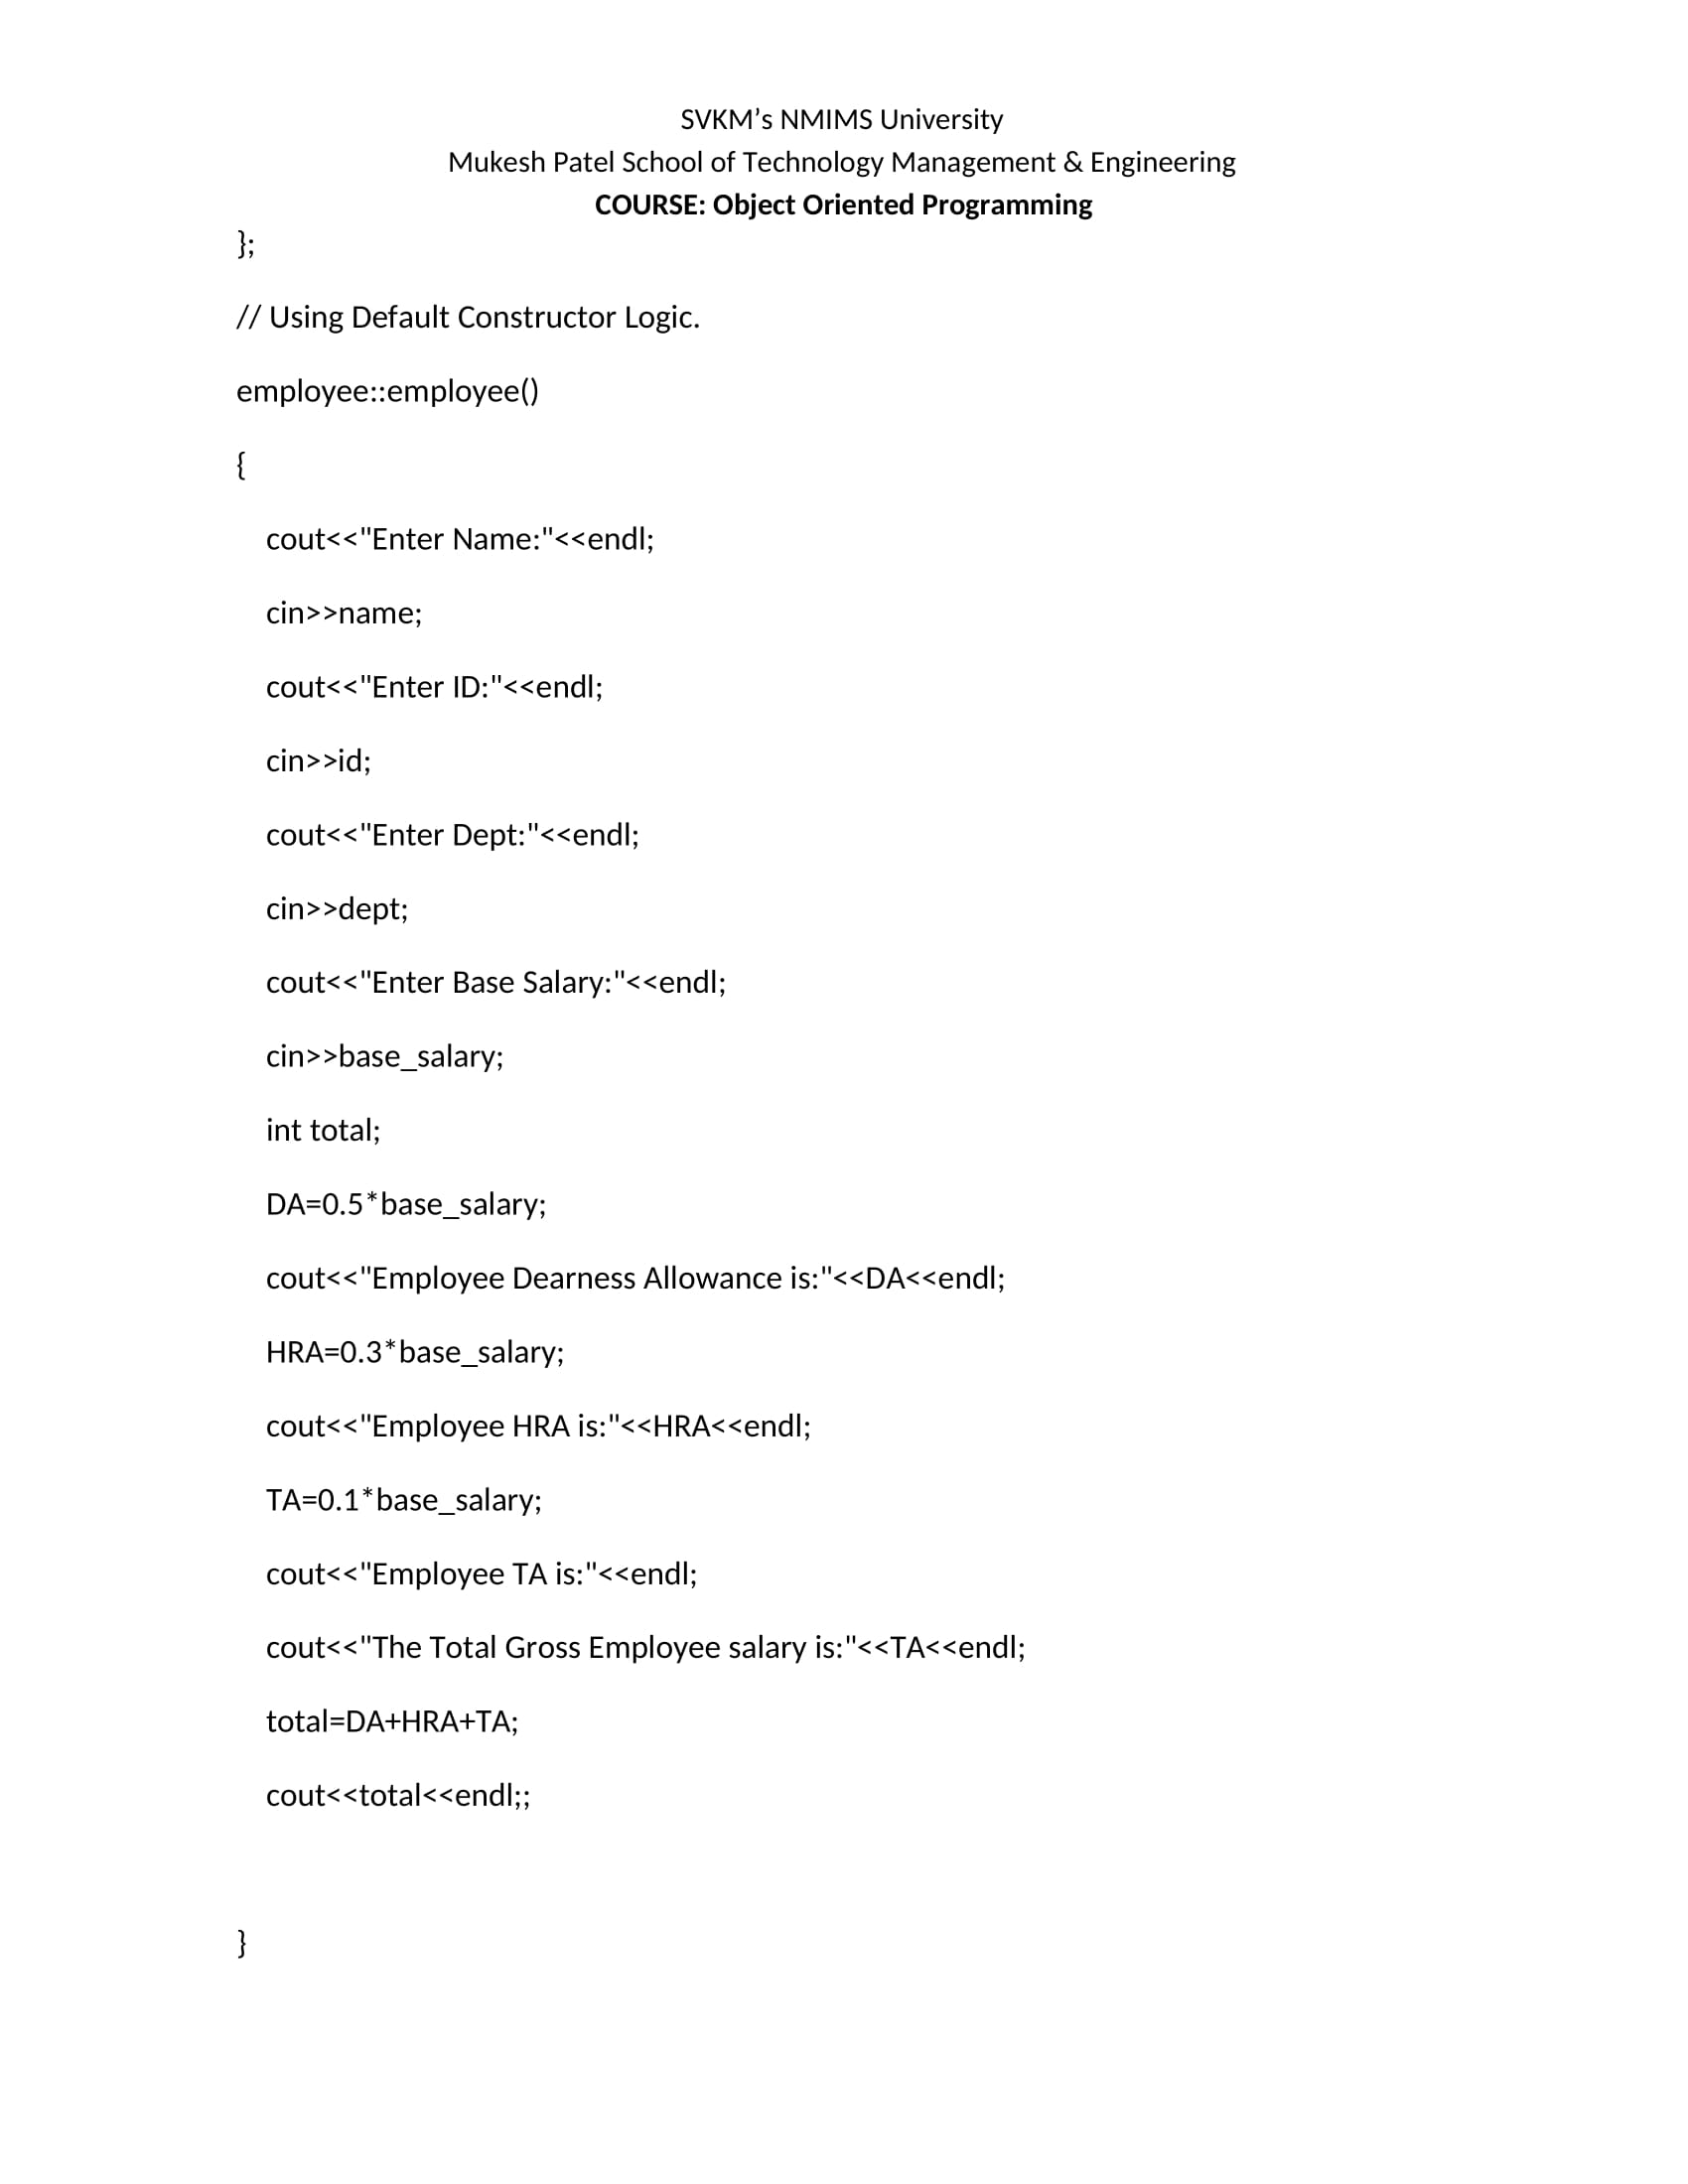 SVKM’s NMIMS University
Mukesh Patel School of Technology Management & Engineering
COURSE: Object Oriented Programming
};
// Using Default Constructor Logic.
employee::employee()
{
cout<<"Enter Name:"<<endl;
cin>>name;
cout<<"Enter ID:"<<endl;
cin>>id;
cout<<"Enter Dept:"<<endl;
cin>>dept;
cout<<"Enter Base Salary:"<<endl;
cin>>base_salary;
int total;
DA=0.5*base_salary;
cout<<"Employee Dearness Allowance is:"<<DA<<endl;
HRA=0.3*base_salary;
cout<<"Employee HRA is:"<<HRA<<endl;
TA=0.1*base_salary;
cout<<"Employee TA is:"<<endl;
cout<<"The Total Gross Employee salary is:"<<TA<<endl;
total=DA+HRA+TA;
cout<<total<<endl;;
}